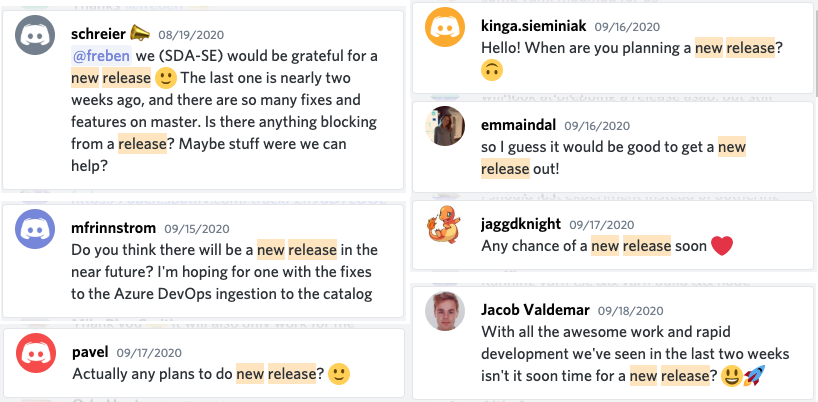 schreier 08/19/2020
@freben we (SDA-SE) would be grateful for a
new release 🙂 The last one is nearly two
weeks ago, and there are so many fixes and
features on master. Is there anything blocking
from a release? Maybe stuff were we can
help?
mfrinnstrom 09/15/2020
Do you think there will be a new release in the
near future? I'm hoping for one with the fixes
to the Azure DevOps ingestion to the catalog
pavel 09/17/2020
Actually any plans to do new release? 🙂
kinga.sieminiak 09/16/2020
Hello! When are you planning a new release?
🙃
emmaindal 09/16/2020
so I guess it would be good to get a new
release out!
jaggdknight 09/17/2020
Any chance of a new release soon ❤️
Jacob Valdemar 09/18/2020
With all the awesome work and rapid
development we've seen in the last two weeks
isn't it soon time for a new release? 😃🚀